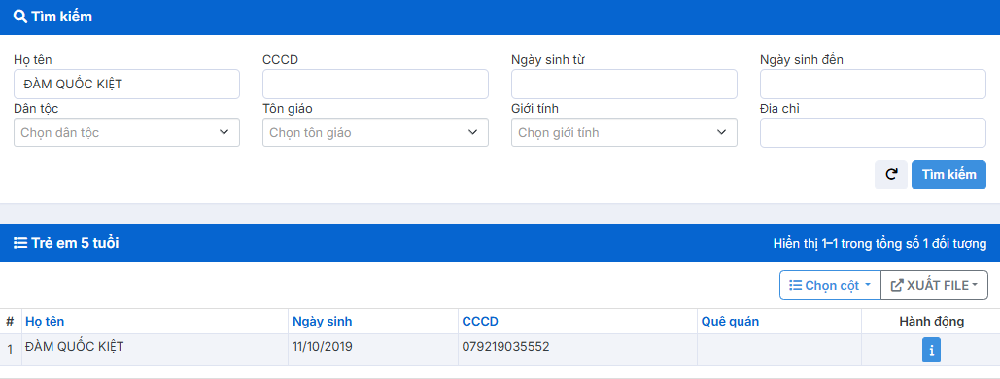 Tìm kiếm
Họ tên CCCD Ngày sinh từ Ngày sinh đến
ĐÀM QUỐC KIỆT
Dân tộc Tôn giáo Giới tính Địa chỉ
Chọn dân tộc Chọn tôn giáo Chọn giới tính
Tìm kiếm
Trẻ em 5 tuổi Hiển thị 1–1 trong tổng số 1 đối tượng
Chọn cột XUẤT FILE
# Họ tên Ngày sinh CCCD Quê quán Hành động
1 ĐÀM QUỐC KIỆT 11/10/2019 079219035552